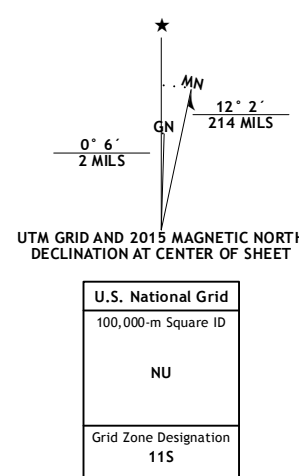 ★
MN
12° 2´
214 MILS
GN
0° 6´
2 MILS
UTM GRID AND 2015 MAGNETIC NORTH
DECLINATION AT CENTER OF SHEET
U.S. National Grid
100,000-m Square ID
NU
Grid Zone Designation
11S